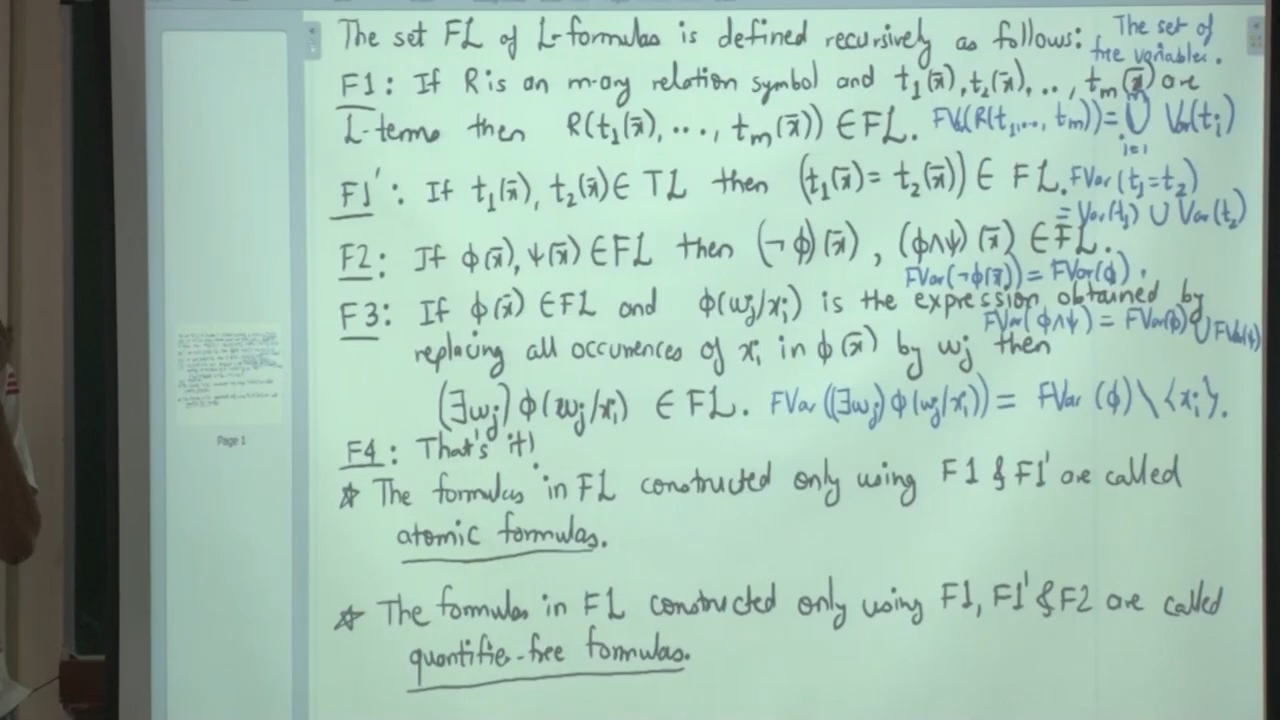 The set FL of L-formulas is defined recursively as follows: The set of free variables.
F1: If R is an m-ary relation symbol and t₁(x̄), t₂(x̄), .., tₘ(x̄) are
L-terms then R(t₁(x̄), ..., tₘ(x̄)) ∈ FL. FVar(R(t₁,..., tₘ)) = ⋃ᵢ₌₁ᵐ Var(tᵢ)
F1': If t₁(x̄), t₂(x̄) ∈ TL then (t₁(x̄) = t₂(x̄)) ∈ FL. FVar(t₁=t₂)
= Var(t₁) ∪ Var(t₂)
F2: If ϕ(x̄), ψ(x̄) ∈ FL then (¬ϕ)(x̄), (ϕ∧ψ)(x̄) ∈ FL.
FVar(¬ϕ(x̄)) = FVar(ϕ).
F3: If ϕ(x̄) ∈ FL and ϕ(wⱼ/xᵢ) is the expression obtained by
FVar(ϕ∧ψ) = FVar(ϕ) ∪ FVar(ψ)
replacing all occurences of xᵢ in ϕ(x̄) by wⱼ then
(∃wⱼ) ϕ(wⱼ/xᵢ) ∈ FL. FVar((∃wⱼ) ϕ(wⱼ/xᵢ)) = FVar(ϕ) \ {xᵢ}.
F4: That's it!
☆ The formulas in FL constructed only using F1 & F1' are called
atomic formulas.
☆ The formulas in FL constructed only using F1, F1' & F2 are called
quantifier-free formulas.
Page 1